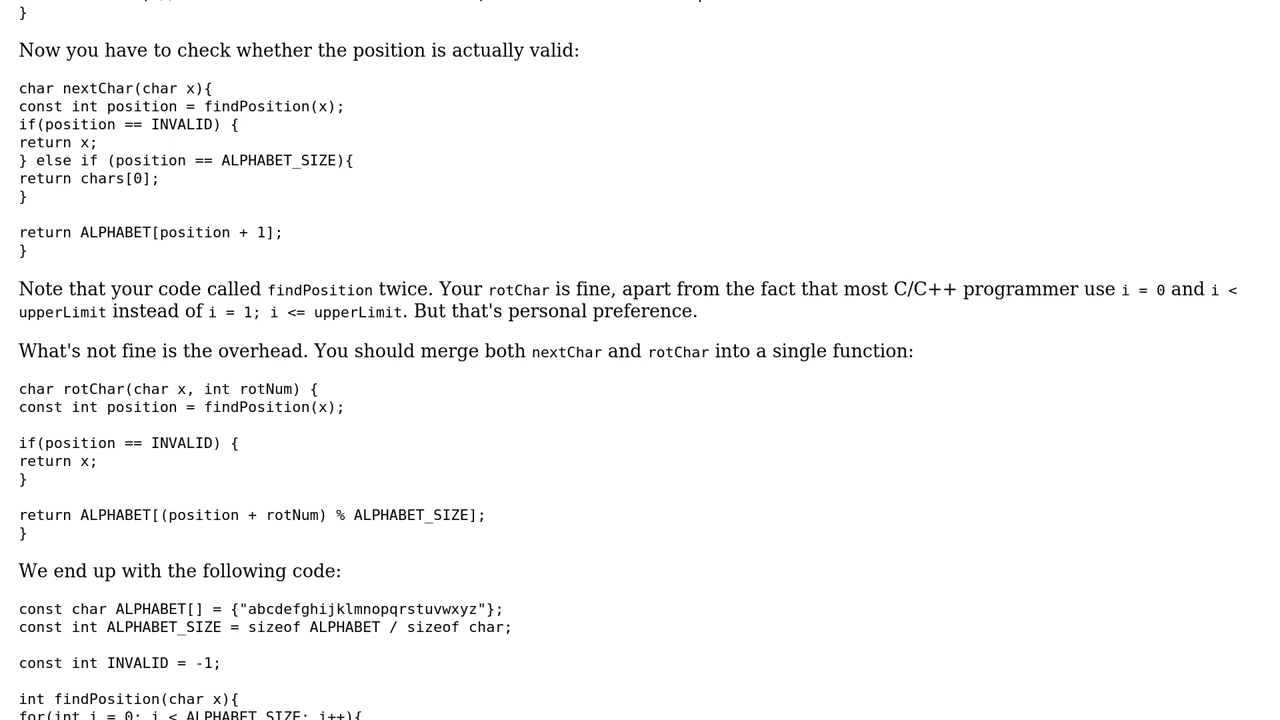 }
Now you have to check whether the position is actually valid:
char nextChar(char x){
const int position = findPosition(x);
if(position == INVALID) {
return x;
} else if (position == ALPHABET_SIZE){
return chars[0];
}
return ALPHABET[position + 1];
}
Note that your code called findPosition twice. Your rotChar is fine, apart from the fact that most C/C++ programmer use i = 0 and i <
upperLimit instead of i = 1; i <= upperLimit. But that's personal preference.
What's not fine is the overhead. You should merge both nextChar and rotChar into a single function:
char rotChar(char x, int rotNum) {
const int position = findPosition(x);
if(position == INVALID) {
return x;
}
return ALPHABET[(position + rotNum) % ALPHABET_SIZE];
}
We end up with the following code:
const char ALPHABET[] = {"abcdefghijklmnopqrstuvwxyz"};
const int ALPHABET_SIZE = sizeof ALPHABET / sizeof char;
const int INVALID = -1;
int findPosition(char x){
for(int i = 0; i < ALPHABET_SIZE; i++){